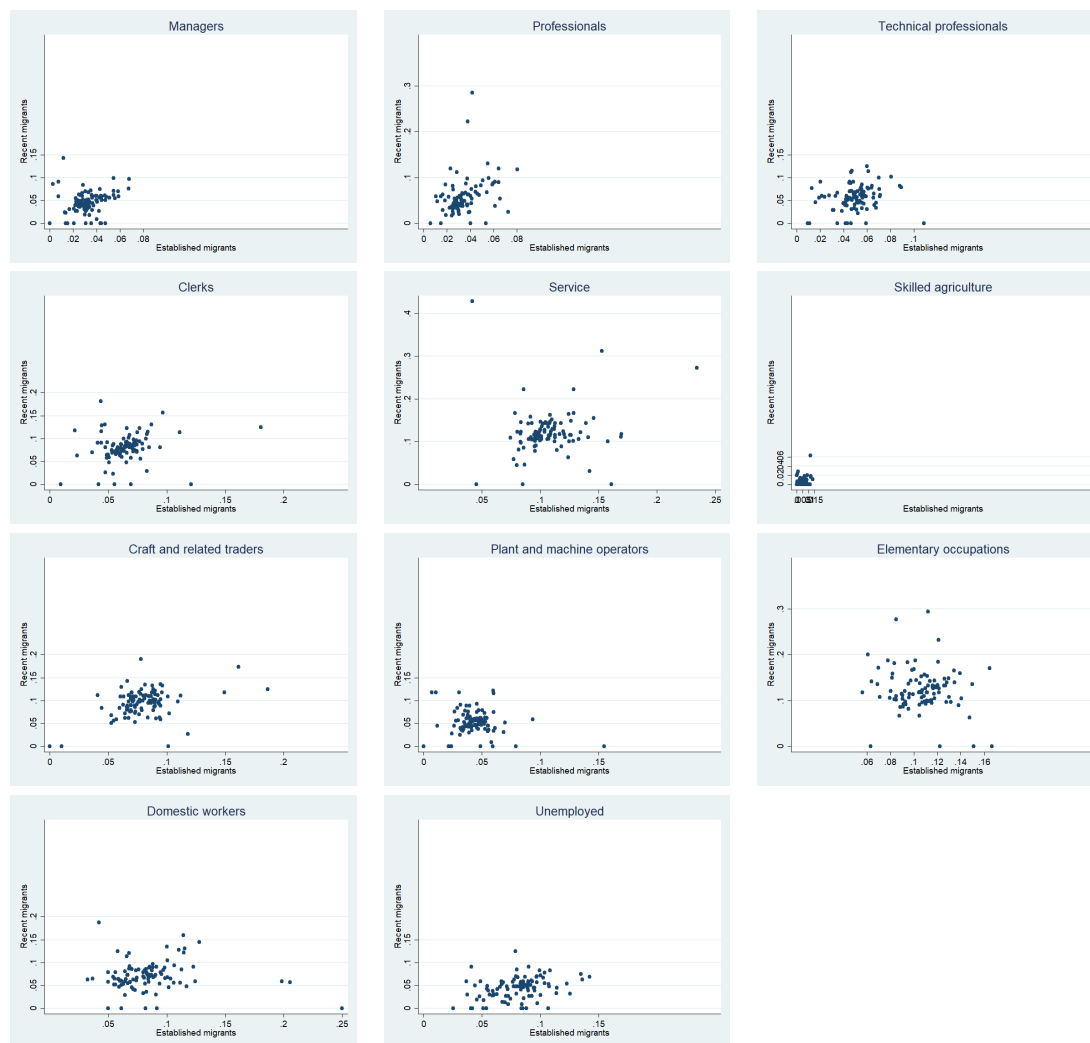 Managers
Recent migrants
0 .05 .1 .15
0 .02 .04 .06 .08
Established migrants
Professionals
Recent migrants
0 .1 .2 .3
0 .02 .04 .06 .08
Established migrants
Technical professionals
Recent migrants
0 .05 .1 .15
0 .02 .04 .06 .08 .1
Established migrants
Clerks
Recent migrants
0 .05 .1 .15 .2
0 .05 .1 .15 .2
Established migrants
Service
Recent migrants
0 .1 .2 .3 .4
.05 .1 .15 .2 .25
Established migrants
Skilled agriculture
Recent migrants
Established migrants
Craft and related traders
Recent migrants
0 .05 .1 .15 .2
0 .05 .1 .15 .2
Established migrants
Plant and machine operators
Recent migrants
0 .05 .1 .15
0 .05 .1 .15
Established migrants
Elementary occupations
Recent migrants
0 .1 .2 .3
.06 .08 .1 .12 .14 .16
Established migrants
Domestic workers
Recent migrants
0 .05 .1 .15 .2
.05 .1 .15 .2 .25
Established migrants
Unemployed
Recent migrants
0 .05 .1 .15
0 .05 .1 .15
Established migrants